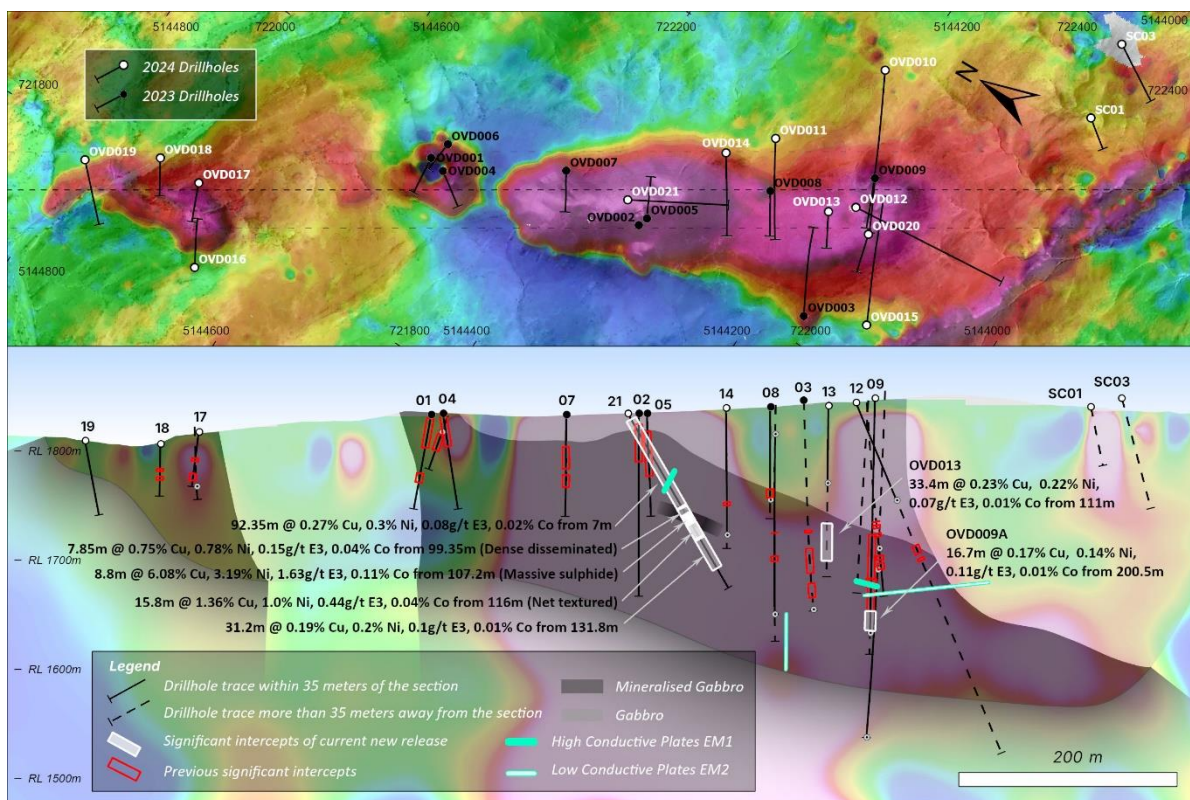 5144800
722000
5144600
722200
5144200
722400
5144000
SC03
2024 Drillholes
2023 Drillholes
721800
OVD010
722400
N
SC01
OVD019
OVD018
OVD006
OVD001
OVD004
OVD014
OVD011
OVD017
OVD007
OVD021
OVD008
OVD009
OVD013
OVD012
OVD002
OVD005
OVD020
OVD016
5144800
OVD003
OVD015
5144600
721800
5144400
5144200
722000
5144000
19
18
17
01
04
07
21
02
05
14
08
03
13
12
09
SC01
SC03
RL 1800m
RL 1700m
RL 1600m
RL 1500m
OVD013
33.4m @ 0.23% Cu, 0.22% Ni,
0.07g/t E3, 0.01% Co from 111m
OVD009A
16.7m @ 0.17% Cu, 0.14% Ni,
0.11g/t E3, 0.01% Co from 200.5m
92.35m @ 0.27% Cu, 0.3% Ni, 0.08g/t E3, 0.02% Co from 7m
7.85m @ 0.75% Cu, 0.78% Ni, 0.15g/t E3, 0.04% Co from 99.35m (Dense disseminated)
8.8m @ 6.08% Cu, 3.19% Ni, 1.63g/t E3, 0.11% Co from 107.2m (Massive sulphide)
15.8m @ 1.36% Cu, 1.0% Ni, 0.44g/t E3, 0.04% Co from 116m (Net textured)
31.2m @ 0.19% Cu, 0.2% Ni, 0.1g/t E3, 0.01% Co from 131.8m
Legend
Drillhole trace within 35 meters of the section
Drillhole trace more than 35 meters away from the section
Significant intercepts of current new release
Previous significant intercepts
Mineralised Gabbro
Gabbro
High Conductive Plates EM1
Low Conductive Plates EM2
200 m